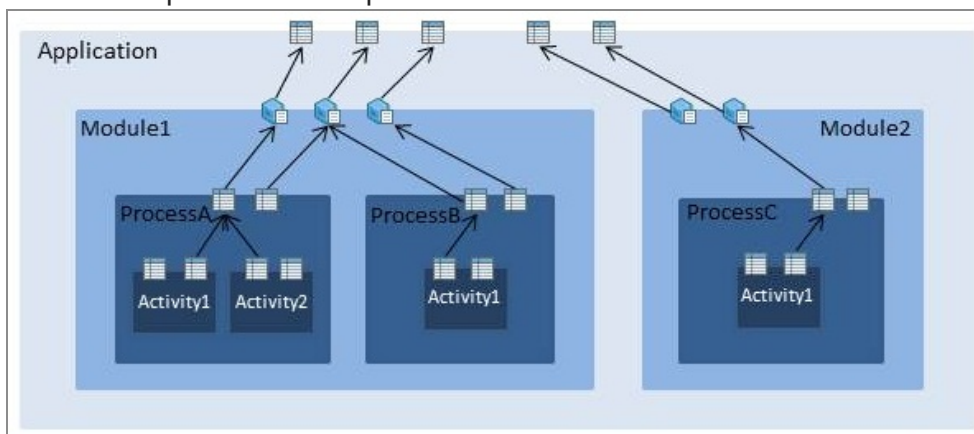 Application
Module1
Module2
ProcessA
ProcessB
ProcessC
Activity1
Activity2
Activity1
Activity1